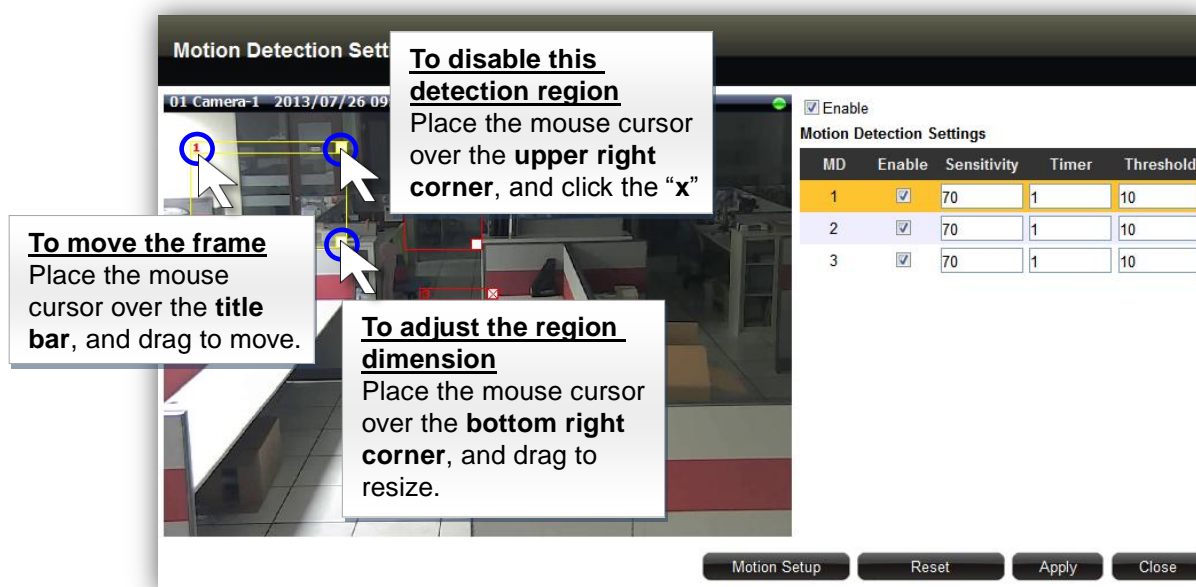 Motion Detection Sett
01 Camera-1 2013/07/26 09
To disable this
detection region
Place the mouse cursor
over the upper right
corner, and click the “x”
Enable
Motion Detection Settings
MD Enable Sensitivity Timer Threshold
1 70 1 10
2 70 1 10
3 70 1 10
1
To move the frame
Place the mouse
cursor over the title
bar, and drag to move.
3
To adjust the region
dimension
Place the mouse cursor
over the bottom right
corner, and drag to
resize.
Motion Setup Reset Apply Close